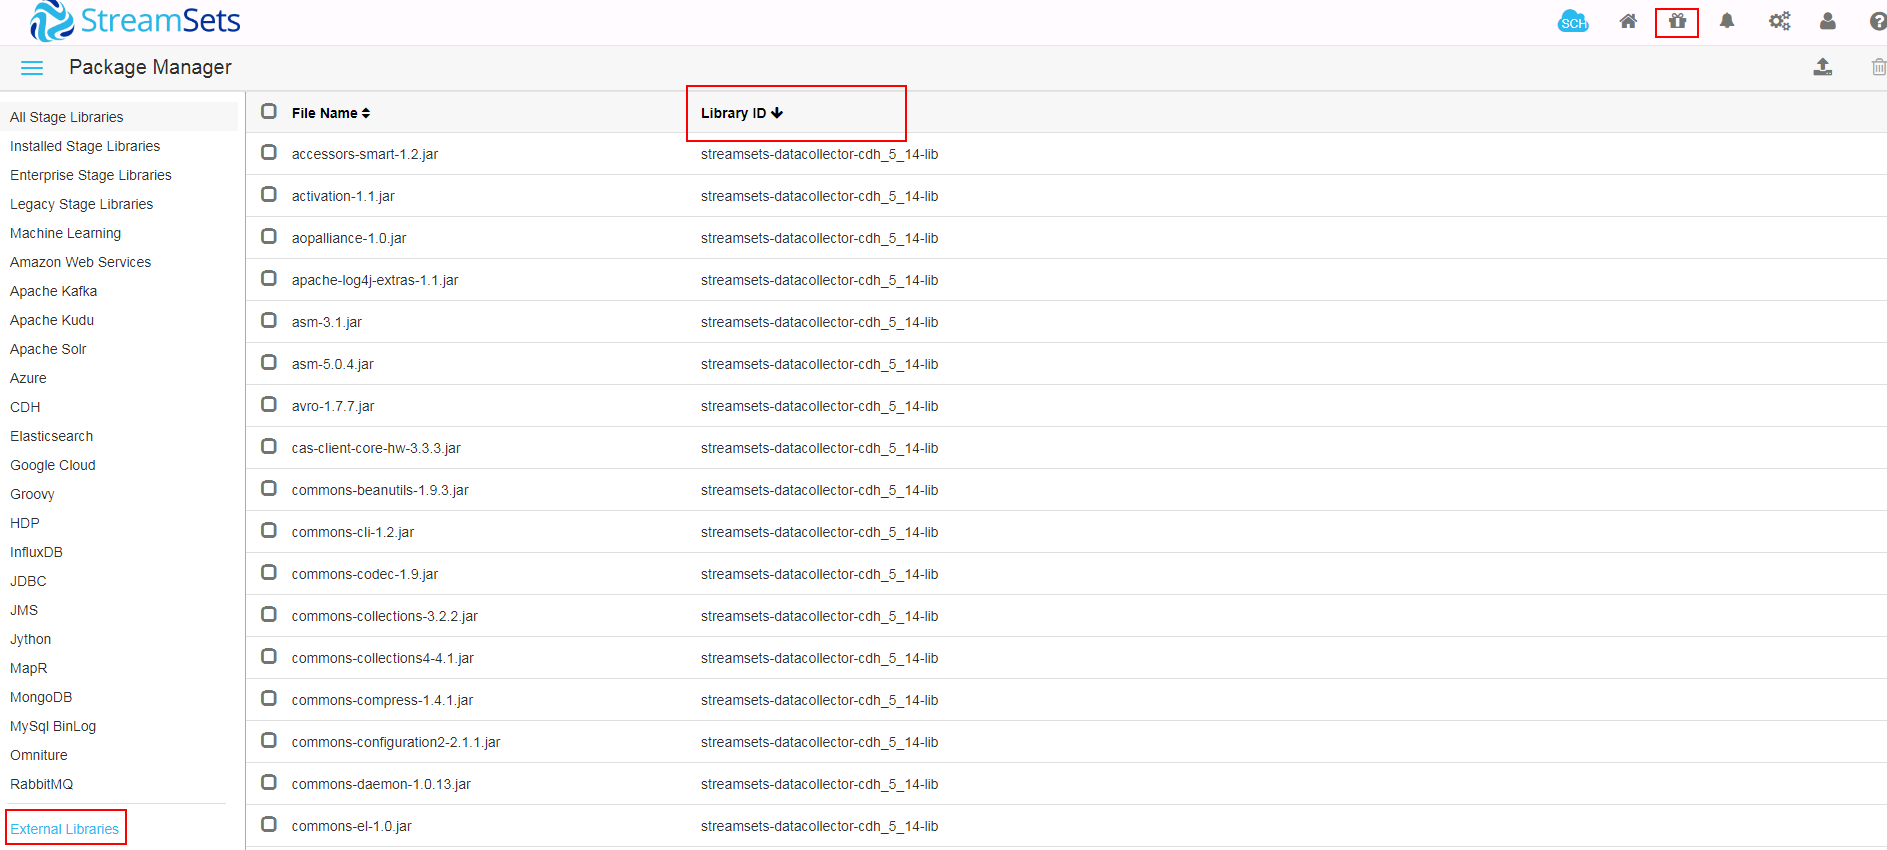 StreamSets
SCH
Package Manager
All Stage Libraries
Installed Stage Libraries
Enterprise Stage Libraries
Legacy Stage Libraries
Machine Learning
Amazon Web Services
Apache Kafka
Apache Kudu
Apache Solr
Azure
CDH
Elasticsearch
Google Cloud
Groovy
HDP
InfluxDB
JDBC
JMS
Jython
MapR
MongoDB
MySql BinLog
Omniture
RabbitMQ
External Libraries
File Name Library ID
accessors-smart-1.2.jar streamsets-datacollector-cdh_5_14-lib
activation-1.1.jar streamsets-datacollector-cdh_5_14-lib
aopalliance-1.0.jar streamsets-datacollector-cdh_5_14-lib
apache-log4j-extras-1.1.jar streamsets-datacollector-cdh_5_14-lib
asm-3.1.jar streamsets-datacollector-cdh_5_14-lib
asm-5.0.4.jar streamsets-datacollector-cdh_5_14-lib
avro-1.7.7.jar streamsets-datacollector-cdh_5_14-lib
cas-client-core-hw-3.3.3.jar streamsets-datacollector-cdh_5_14-lib
commons-beanutils-1.9.3.jar streamsets-datacollector-cdh_5_14-lib
commons-cli-1.2.jar streamsets-datacollector-cdh_5_14-lib
commons-codec-1.9.jar streamsets-datacollector-cdh_5_14-lib
commons-collections-3.2.2.jar streamsets-datacollector-cdh_5_14-lib
commons-collections4-4.1.jar streamsets-datacollector-cdh_5_14-lib
commons-compress-1.4.1.jar streamsets-datacollector-cdh_5_14-lib
commons-configuration2-2.1.1.jar streamsets-datacollector-cdh_5_14-lib
commons-daemon-1.0.13.jar streamsets-datacollector-cdh_5_14-lib
commons-el-1.0.jar streamsets-datacollector-cdh_5_14-lib